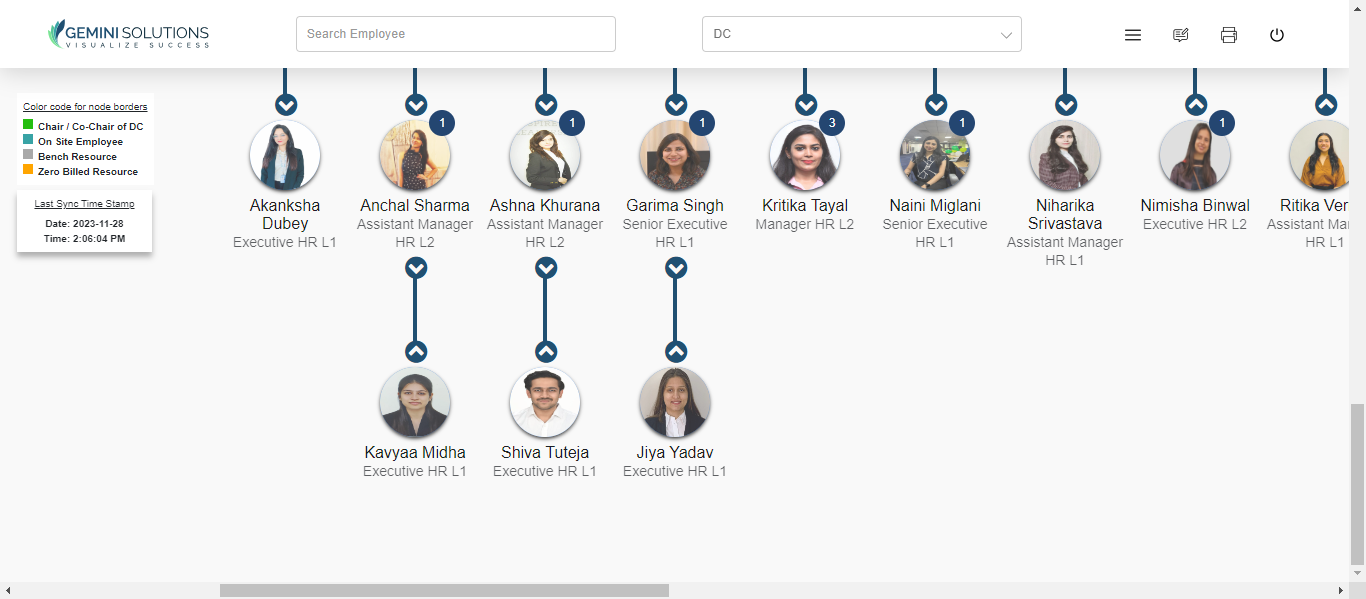 GEMINI SOLUTIONS
VISUALIZE SUCCESS
Search Employee
DC
Color code for node borders
Chair / Co-Chair of DC
On Site Employee
Bench Resource
Zero Billed Resource
Last Sync Time Stamp
Date: 2023-11-28
Time: 2:06:04 PM
1
1
1
3
1
1
Akanksha
Dubey
Executive HR L1
Anchal Sharma
Assistant Manager
HR L2
Ashna Khurana
Assistant Manager
HR L2
Garima Singh
Senior Executive
HR L1
Kritika Tayal
Manager HR L2
Naini Miglani
Senior Executive
HR L1
Niharika
Srivastava
Assistant Manager
HR L1
Nimisha Binwal
Executive HR L2
Ritika Ver
Assistant Ma
HR L1
Kavyaa Midha
Executive HR L1
Shiva Tuteja
Executive HR L1
Jiya Yadav
Executive HR L1